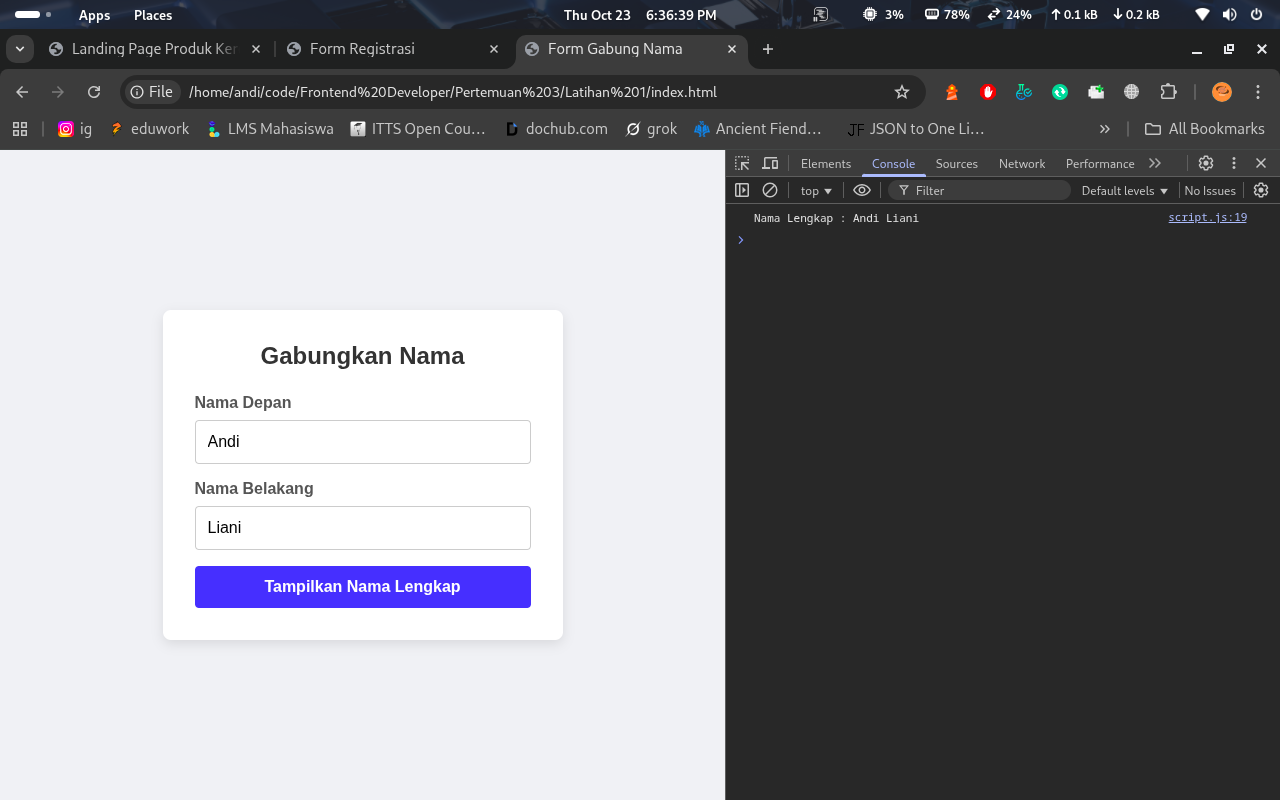 Apps Places Thu Oct 23 6:36:39 PM 3% 78% 24% 0.1 kB 0.2 kB
Landing Page Produk Ker Form Registrasi Form Gabung Nama
File /home/andi/code/Frontend%20Developer/Pertemuan%203/Latihan%201/index.html
ig eduwork LMS Mahasiswa ITTS Open Cou… dochub.com grok Ancient Fiend… JSON to One Li… All Bookmarks
Elements Console Sources Network Performance
top Filter Default levels No Issues
Nama Lengkap : Andi Liani script.js:19
Gabungkan Nama
Nama Depan
Andi
Nama Belakang
Liani
Tampilkan Nama Lengkap